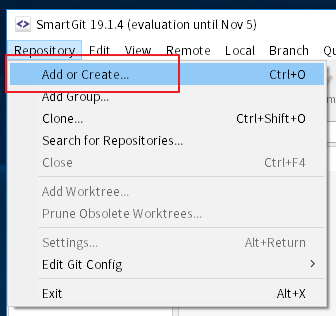 SmartGit 19.1.4 (evaluation until Nov 5)
Repository Edit View Remote Local Branch
Add or Create... Ctrl+O
Add Group...
Clone... Ctrl+Shift+O
Search for Repositories...
Close Ctrl+F4
Add Worktree...
Prune Obsolete Worktrees...
Settings... Alt+Return
Edit Git Config
Exit Alt+X